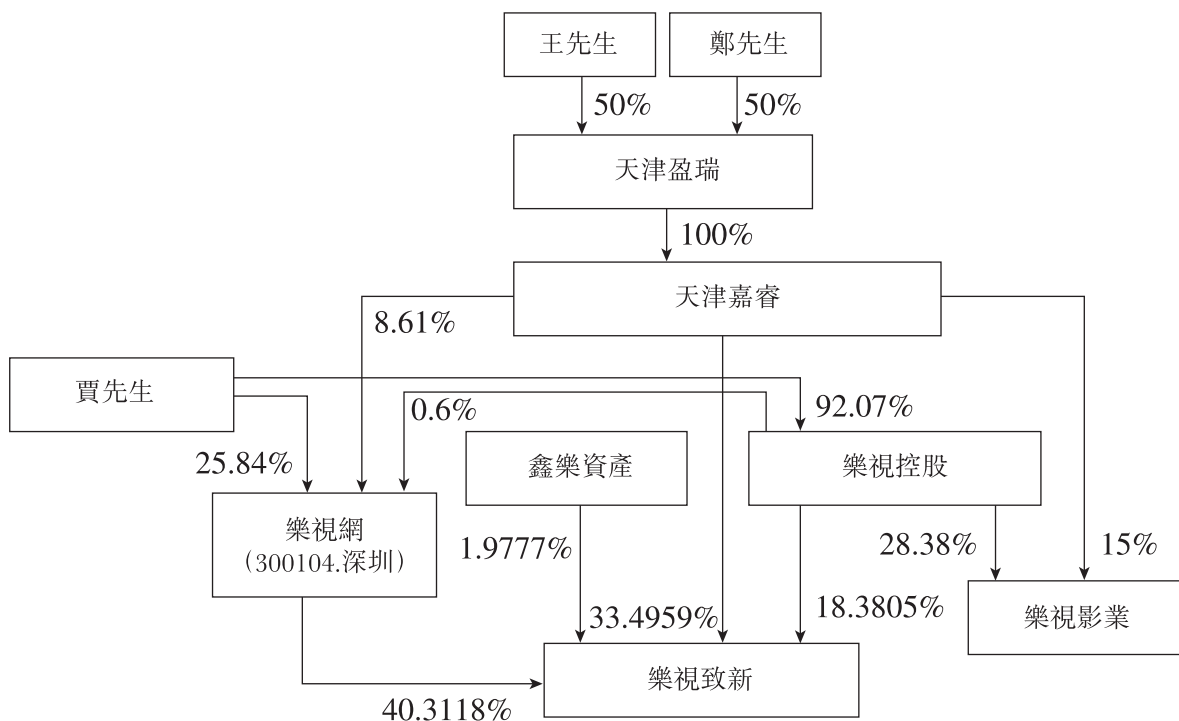 王先生
鄭先生
50%
50%
天津盈瑞
100%
天津嘉睿
8.61%
賈先生
0.6%
92.07%
25.84%
鑫樂資產
樂視控股
樂視網
(300104.深圳)
1.9777%
28.38%
15%
33.4959%
18.3805%
樂視影業
樂視致新
40.3118%